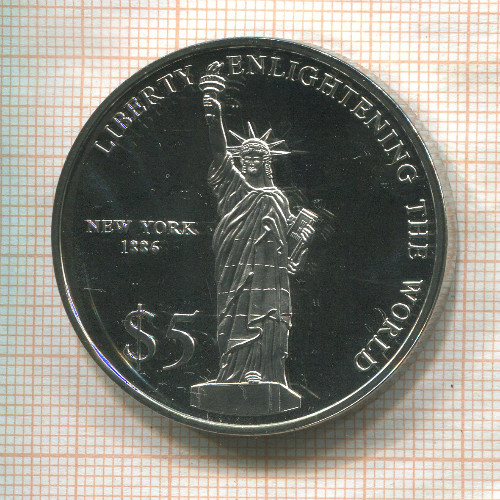 LIBERTY ENLIGHTENING THE WORLD
NEW YORK
1886
$5